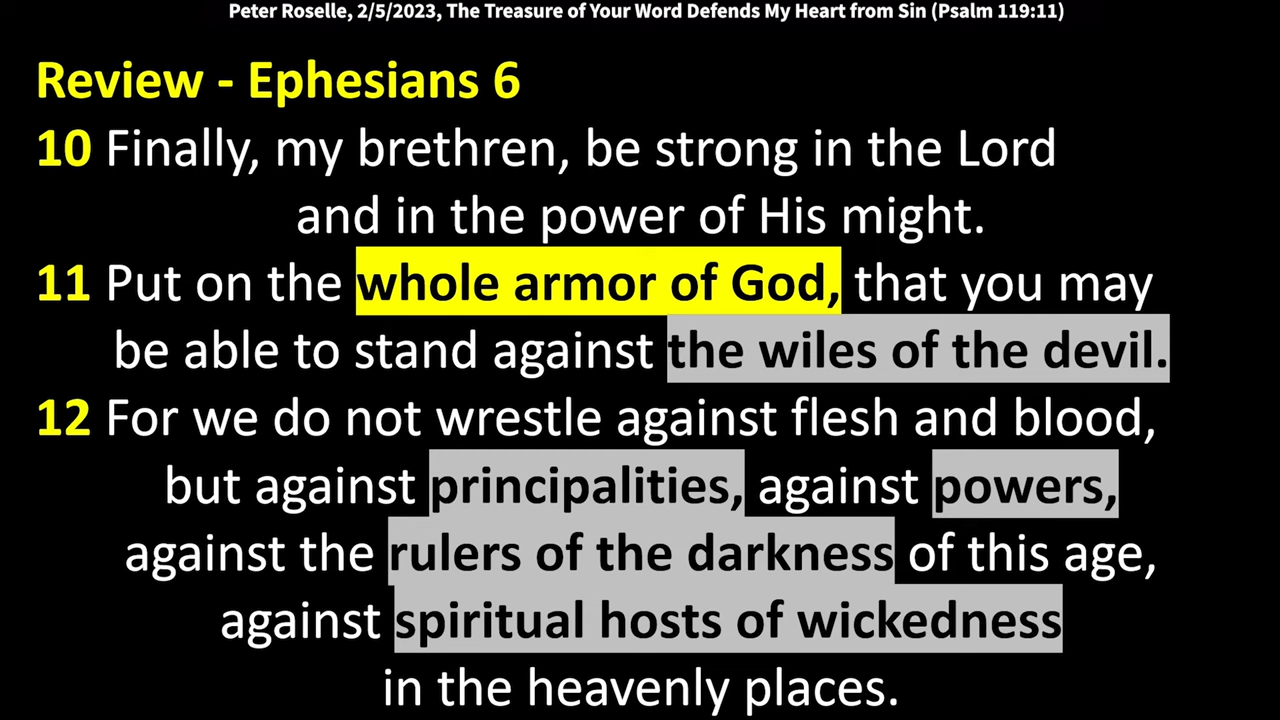 Peter Roselle, 2/5/2023, The Treasure of Your Word Defends My Heart from Sin (Psalm 119:11)
Review - Ephesians 6
10 Finally, my brethren, be strong in the Lord
and in the power of His might.
11 Put on the whole armor of God, that you may
be able to stand against the wiles of the devil.
12 For we do not wrestle against flesh and blood,
but against principalities, against powers,
against the rulers of the darkness of this age,
against spiritual hosts of wickedness
in the heavenly places.